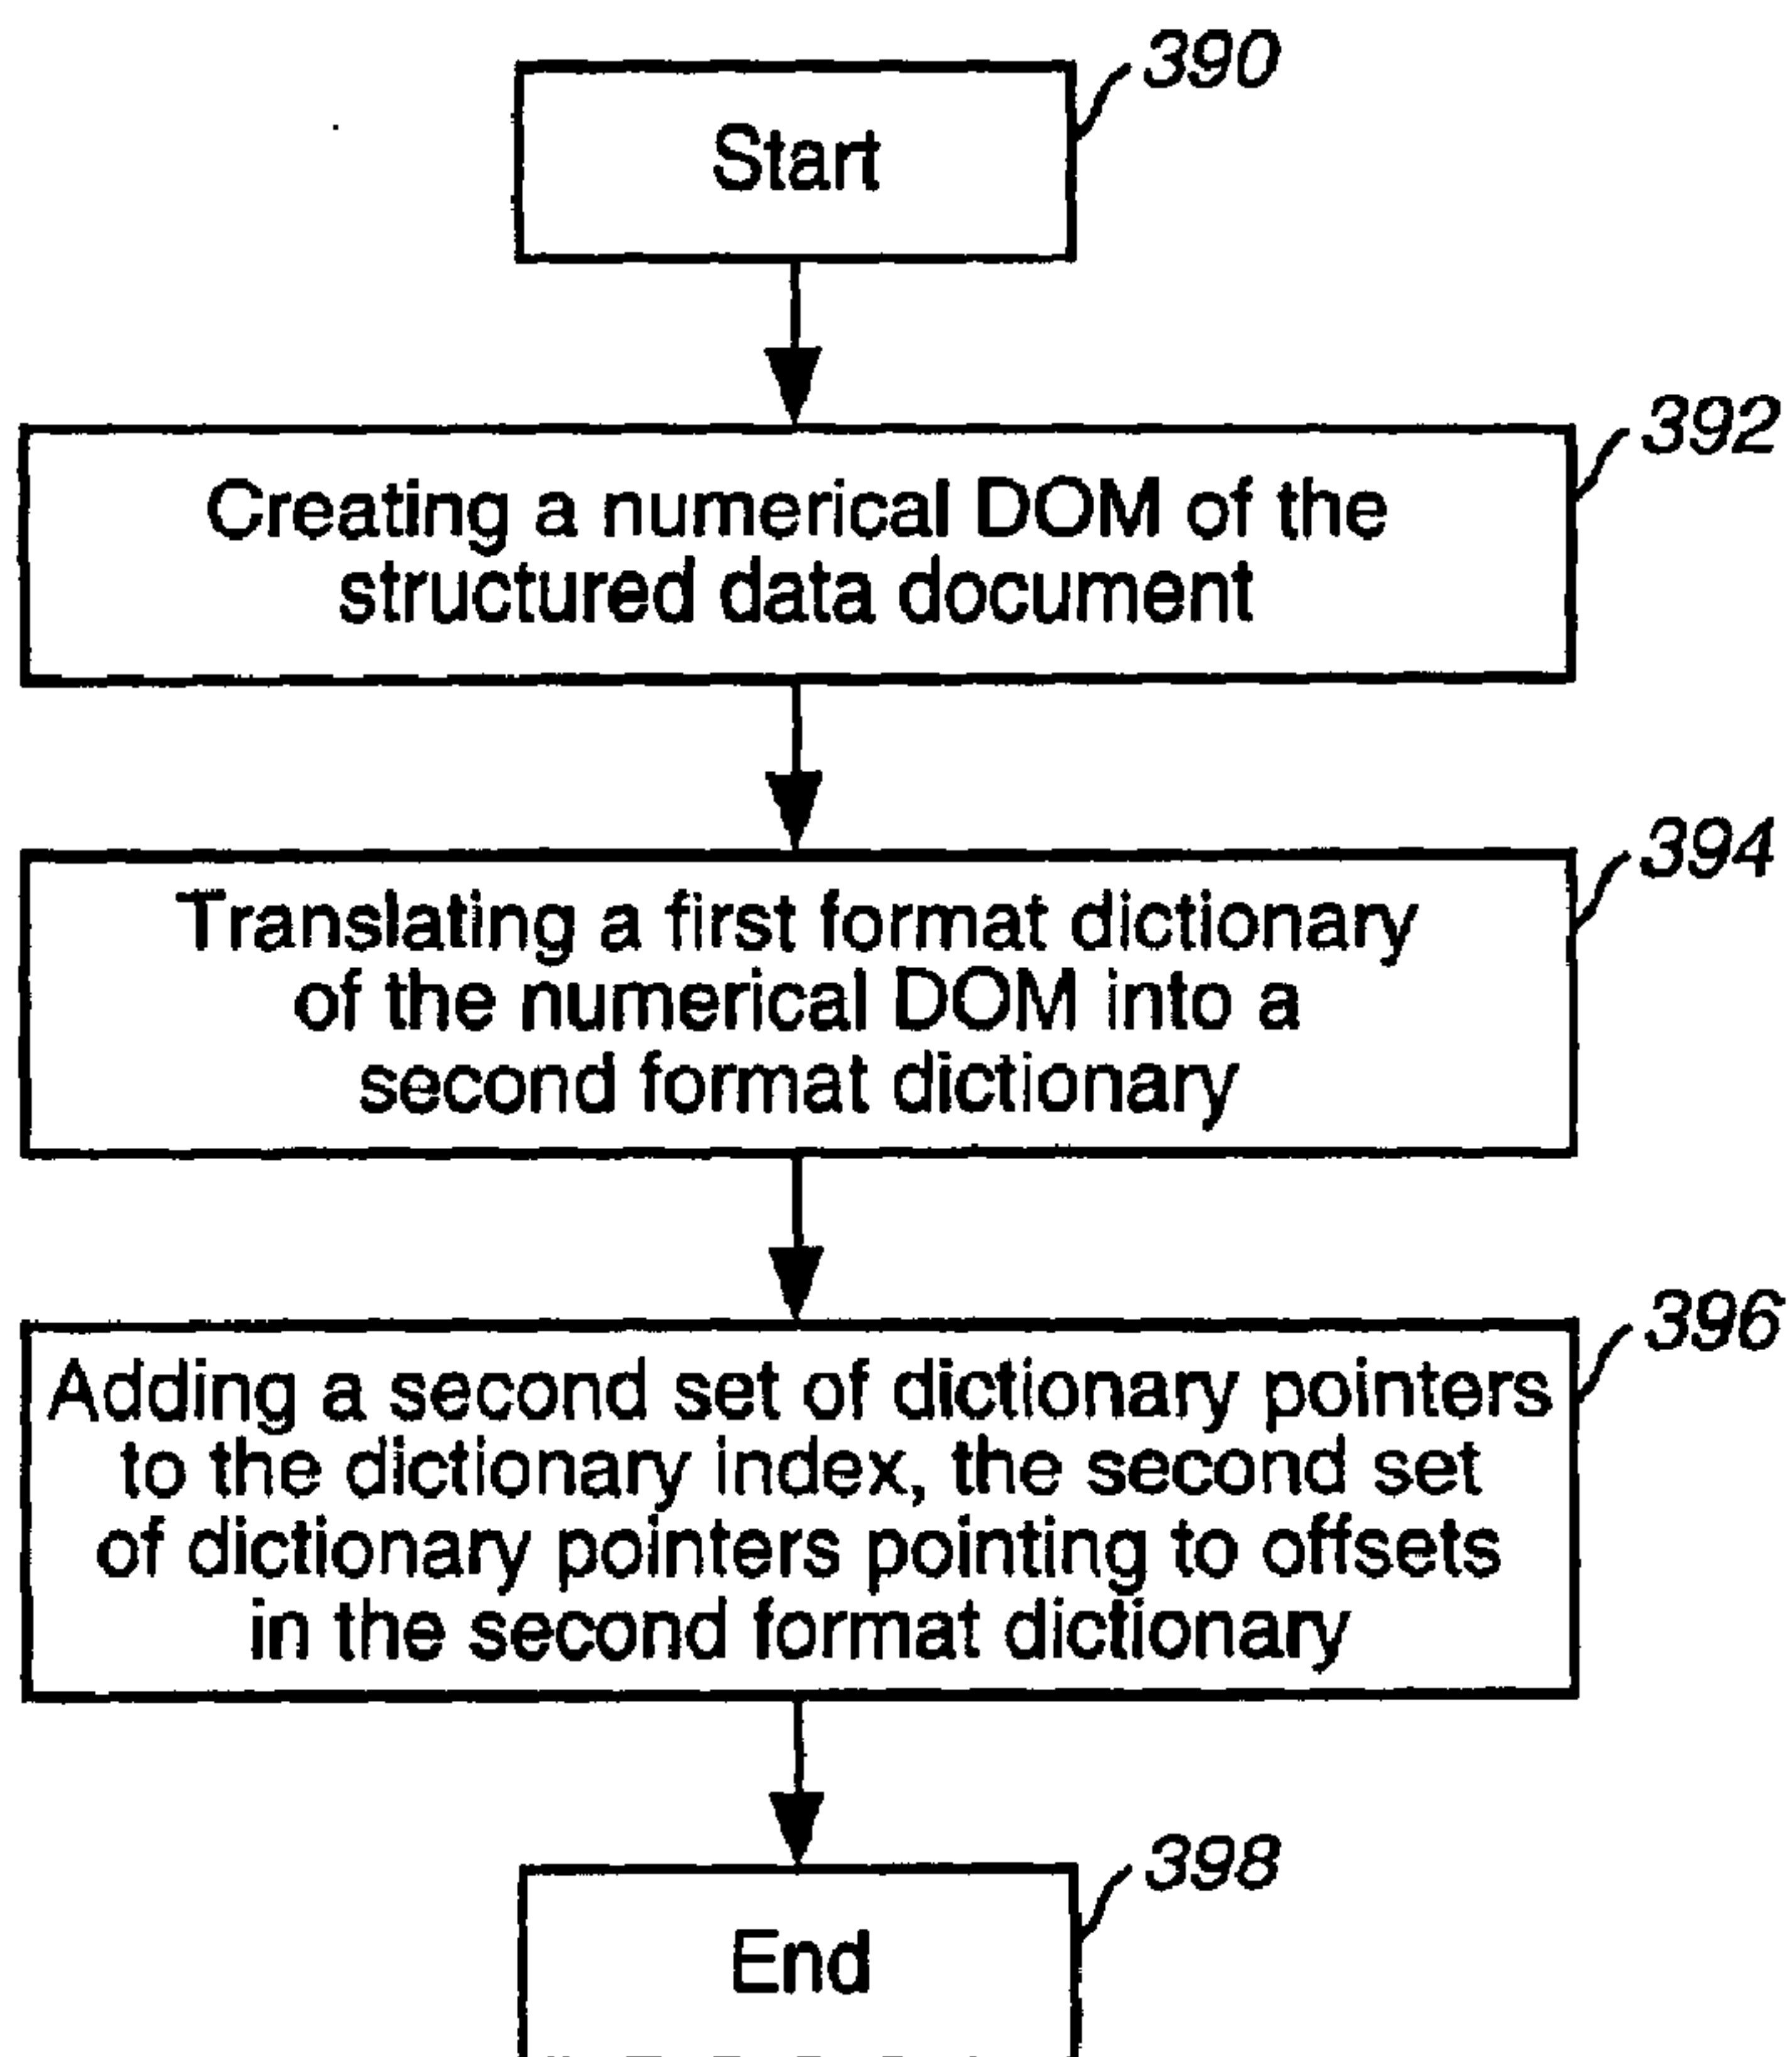 390
Start
392
Creating a numerical DOM of the
structured data document
394
Translating a first format dictionary
of the numerical DOM into a
second format dictionary
396
Adding a second set of dictionary pointers
to the dictionary index, the second set
of dictionary pointers pointing to offsets
in the second format dictionary
398
End